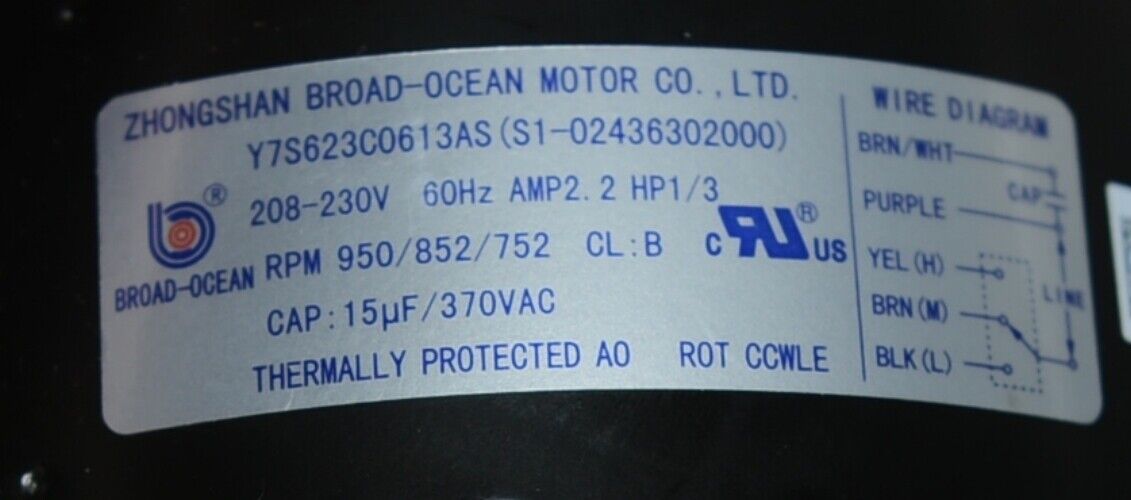 ZHONGSHAN BROAD-OCEAN MOTOR CO., LTD.
Y7S623C0613AS(S1-02436302000)
208-230V 60Hz AMP2.2 HP1/3
RPM 950/852/752 CL:B
CAP:15μF/370VAC
THERMALLY PROTECTED AO ROT CCWLE
®
BROAD-OCEAN
C RU® US
WIRE DIAGRAM
BRN/WHT
CAP
PURPLE
YEL(H)
LINE
BRN(M)
BLK(L)